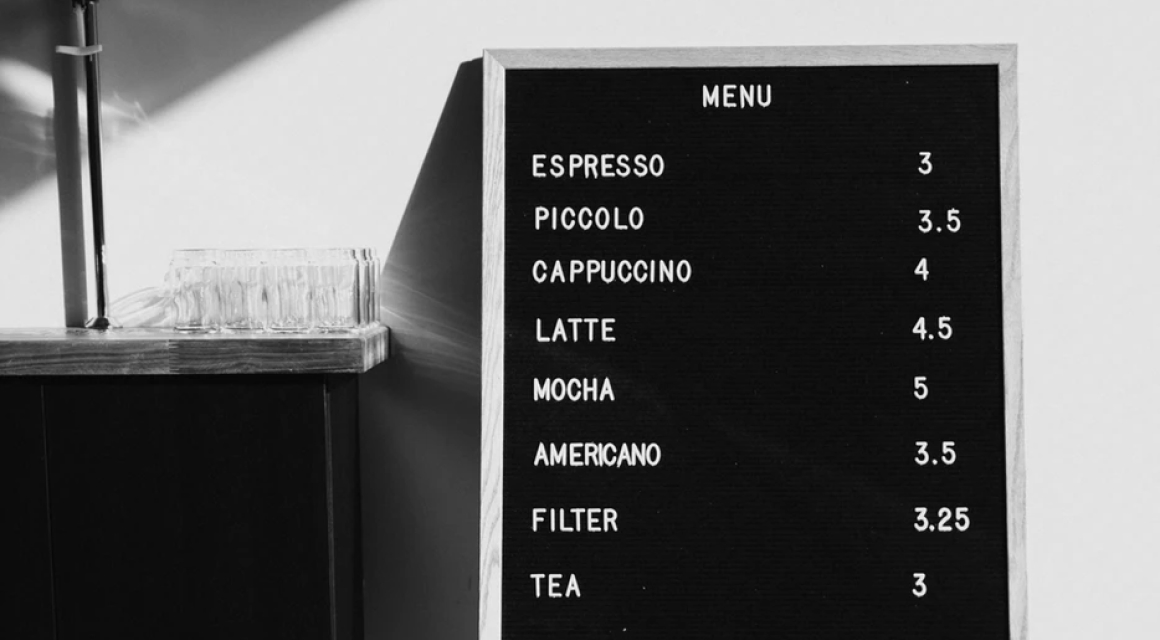 MENU
ESPRESSO 3
PICCOLO 3.5
CAPPUCCINO 4
LATTE 4.5
MOCHA 5
AMERICANO 3.5
FILTER 3.25
TEA 3